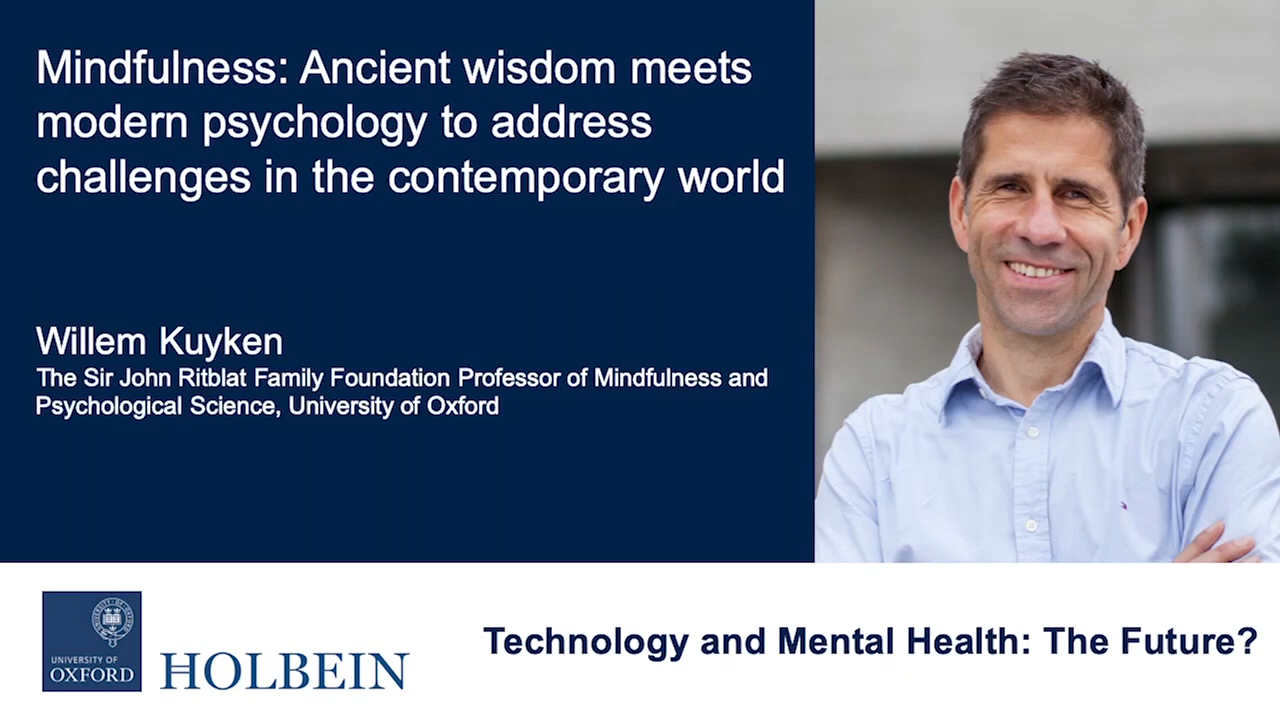 Mindfulness: Ancient wisdom meets
modern psychology to address
challenges in the contemporary world
Willem Kuyken
The Sir John Ritblat Family Foundation Professor of Mindfulness and
Psychological Science, University of Oxford
UNIVERSITY OF
OXFORD
HOLBEIN
Technology and Mental Health: The Future?